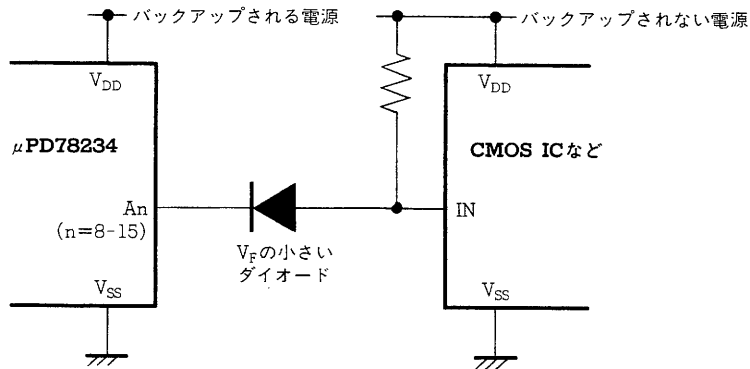 バックアップされる電源
バックアップされない電源
VDD
VDD
μPD78234
CMOS ICなど
An
(n=8-15)
IN
VFの小さい
ダイオード
VSS
VSS